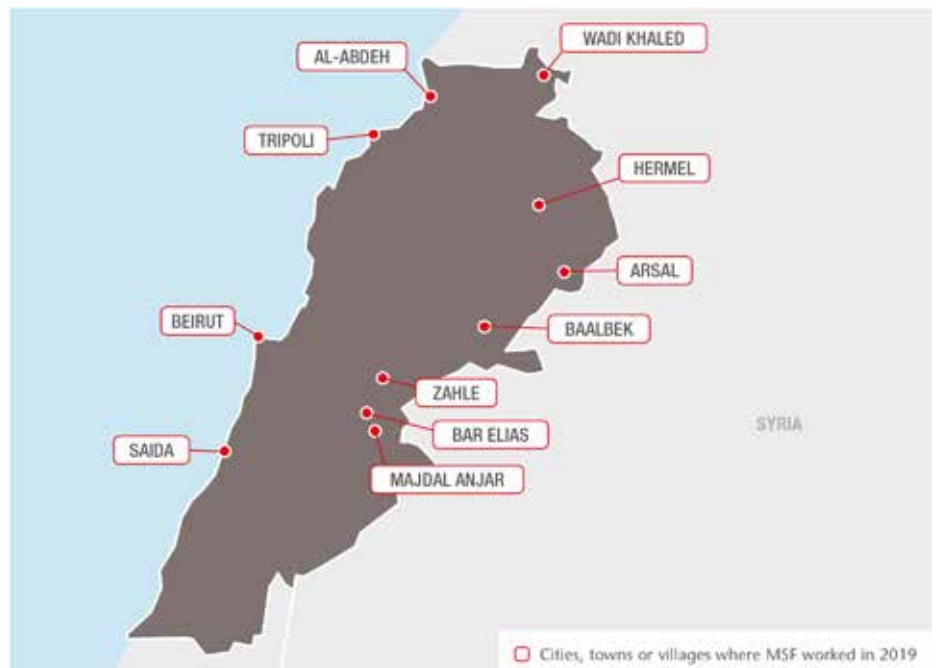 WADI KHALED
AL-ABDEH
TRIPOLI
HERMEL
ARSAL
BEIRUT
BAALBEK
ZAHLE
SYRIA
BAR ELIAS
SAIDA
MAJDAL ANJAR
Cities, towns or villages where MSF worked in 2019